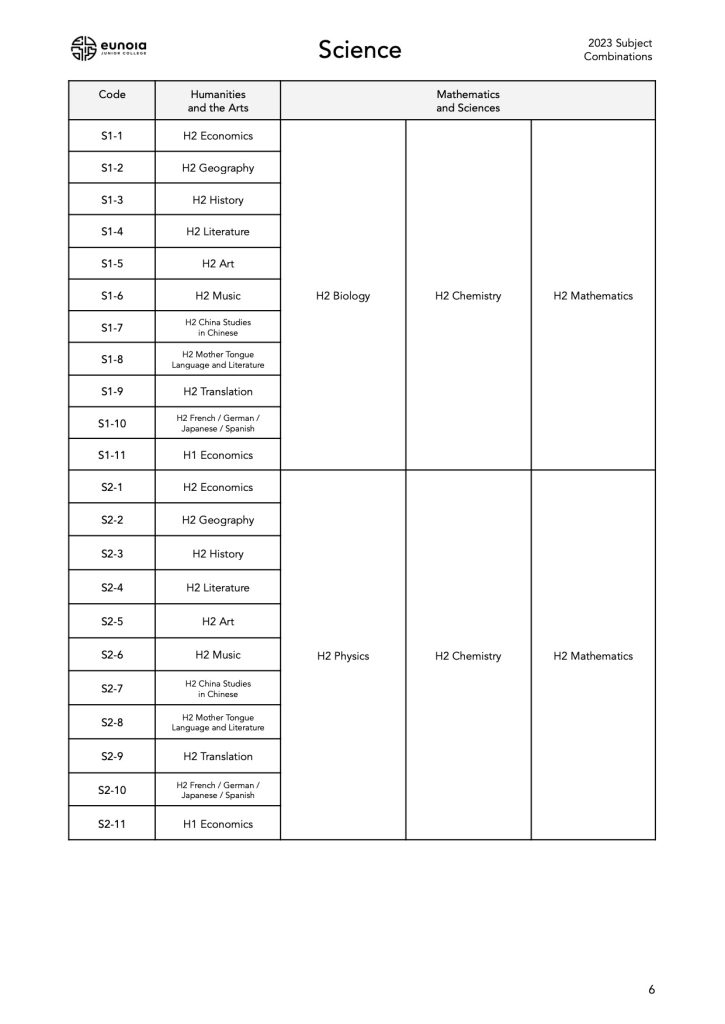 eunoia
JUNIOR COLLEGE
Science
2023 Subject
Combinations
Code
Humanities
and the Arts
Mathematics
and Sciences
S1-1
H2 Economics
S1-2
H2 Geography
S1-3
H2 History
S1-4
H2 Literature
S1-5
H2 Art
S1-6
H2 Music
H2 Biology
H2 Chemistry
H2 Mathematics
S1-7
H2 China Studies
in Chinese
S1-8
H2 Mother Tongue
Language and Literature
S1-9
H2 Translation
S1-10
H2 French / German /
Japanese / Spanish
S1-11
H1 Economics
S2-1
H2 Economics
S2-2
H2 Geography
S2-3
H2 History
S2-4
H2 Literature
S2-5
H2 Art
S2-6
H2 Music
H2 Physics
H2 Chemistry
H2 Mathematics
S2-7
H2 China Studies
in Chinese
S2-8
H2 Mother Tongue
Language and Literature
S2-9
H2 Translation
S2-10
H2 French / German /
Japanese / Spanish
S2-11
H1 Economics
6